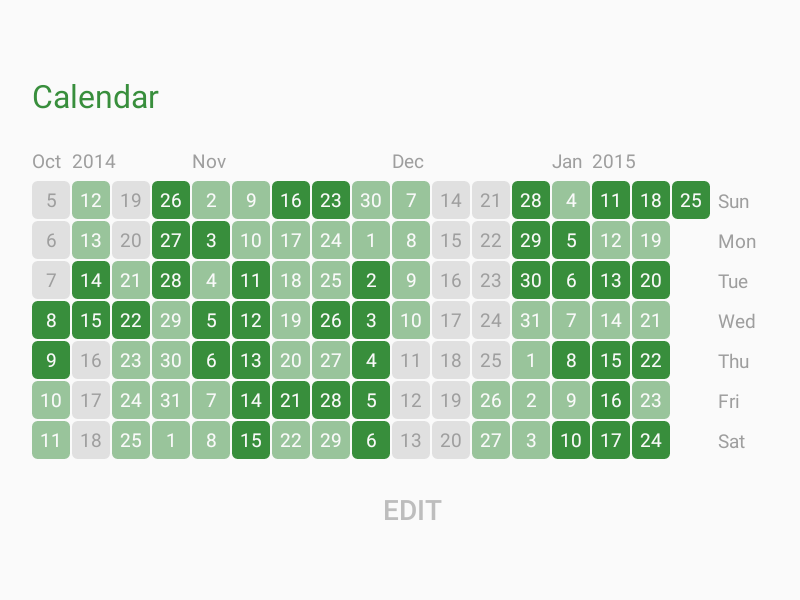 Calendar
Oct 2014 Nov Dec Jan 2015
5 12 19 26 2 9 16 23 30 7 14 21 28 4 11 18 25 Sun
6 13 20 27 3 10 17 24 1 8 15 22 29 5 12 19 Mon
7 14 21 28 4 11 18 25 2 9 16 23 30 6 13 20 Tue
8 15 22 29 5 12 19 26 3 10 17 24 31 7 14 21 Wed
9 16 23 30 6 13 20 27 4 11 18 25 1 8 15 22 Thu
10 17 24 31 7 14 21 28 5 12 19 26 2 9 16 23 Fri
11 18 25 1 8 15 22 29 6 13 20 27 3 10 17 24 Sat
EDIT